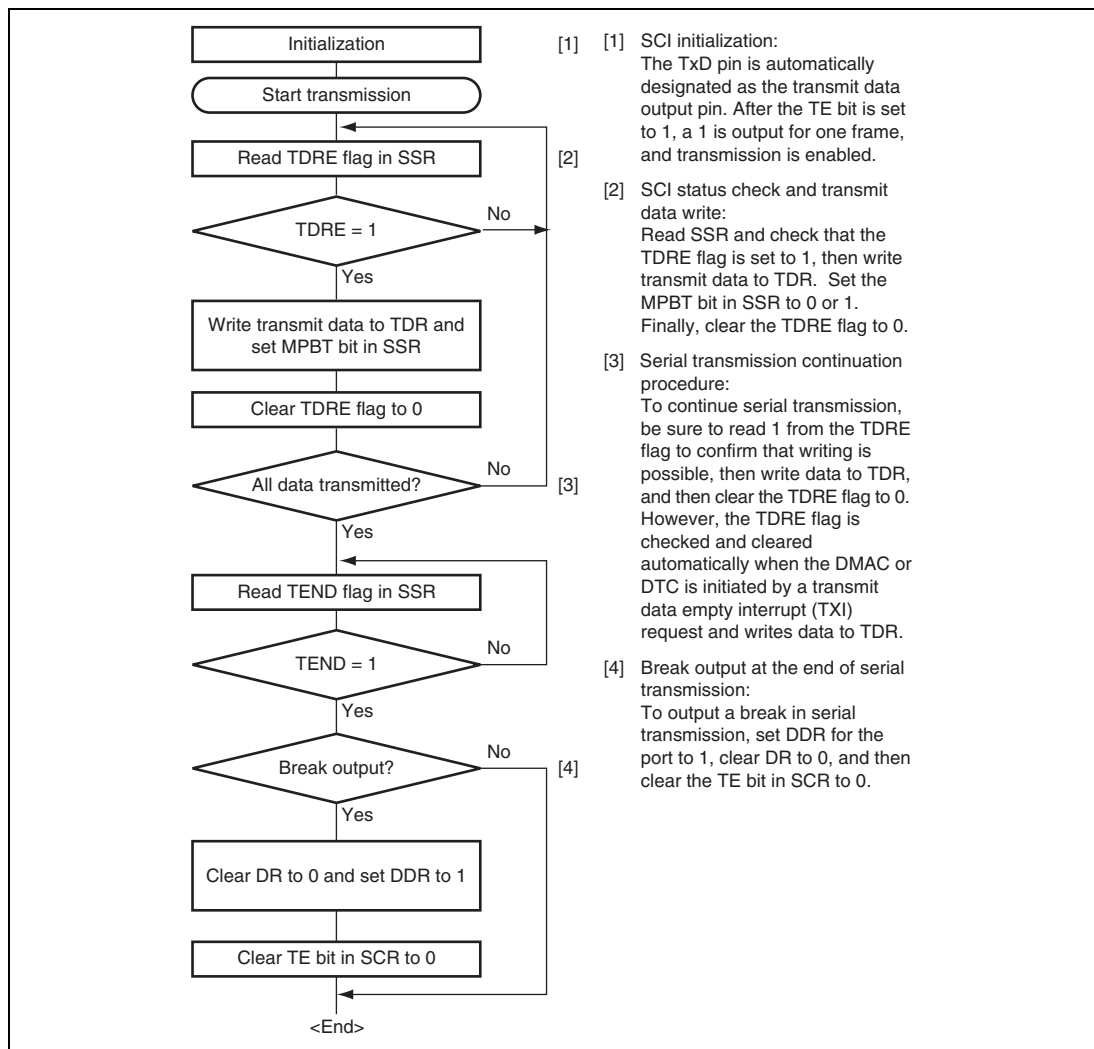 Initialization
[1]
Start transmission
Read TDRE flag in SSR
[2]
TDRE = 1
No
Yes
Write transmit data to TDR and
set MPBT bit in SSR
Clear TDRE flag to 0
All data transmitted?
No
[3]
Yes
Read TEND flag in SSR
TEND = 1
No
Yes
Break output?
No
[4]
Yes
Clear DR to 0 and set DDR to 1
Clear TE bit in SCR to 0
<End>
[1] SCI initialization:
The TxD pin is automatically
designated as the transmit data
output pin. After the TE bit is set
to 1, a 1 is output for one frame,
and transmission is enabled.
[2] SCI status check and transmit
data write:
Read SSR and check that the
TDRE flag is set to 1, then write
transmit data to TDR. Set the
MPBT bit in SSR to 0 or 1.
Finally, clear the TDRE flag to 0.
[3] Serial transmission continuation
procedure:
To continue serial transmission,
be sure to read 1 from the TDRE
flag to confirm that writing is
possible, then write data to TDR,
and then clear the TDRE flag to 0.
However, the TDRE flag is
checked and cleared
automatically when the DMAC or
DTC is initiated by a transmit
data empty interrupt (TXI)
request and writes data to TDR.
[4] Break output at the end of serial
transmission:
To output a break in serial
transmission, set DDR for the
port to 1, clear DR to 0, and then
clear the TE bit in SCR to 0.